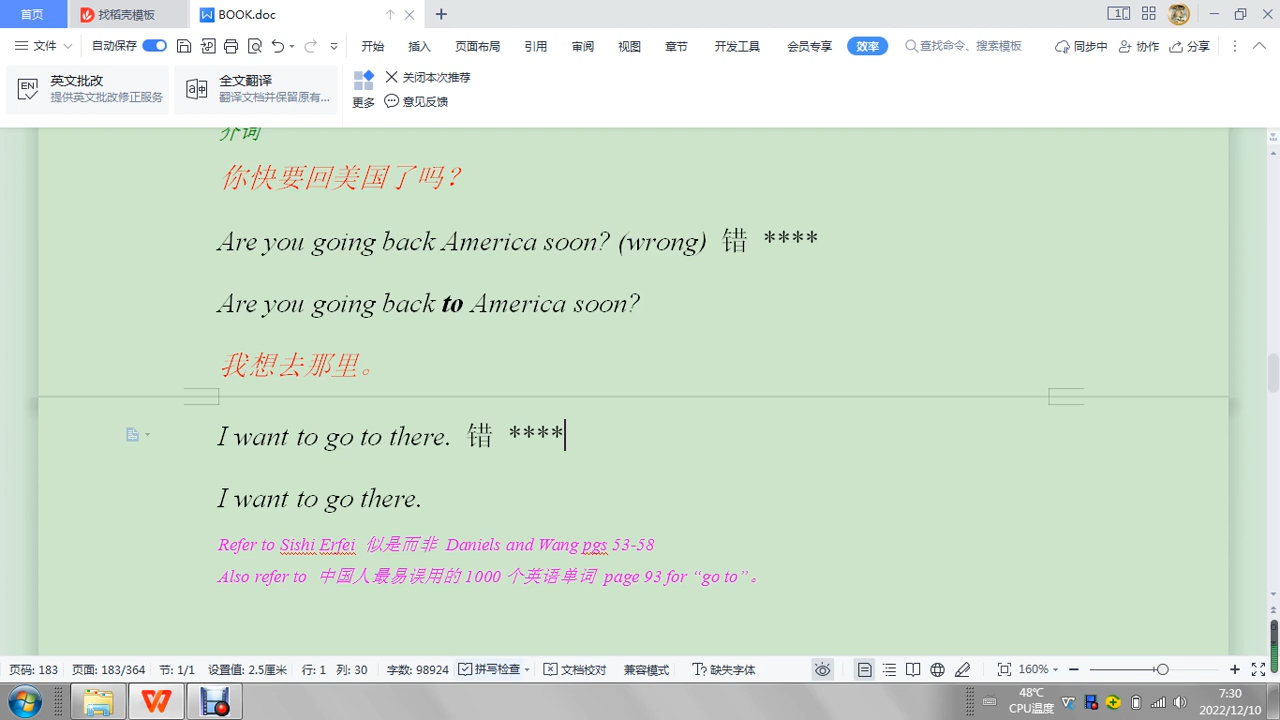 首页 找稻壳模板 BOOK.doc
文件 自动保存 开始 插入 页面布局 引用 审阅 视图 章节 开发工具 会员专享 效率 查找命令、搜索模板 同步中 协作 分享
英文批改 全文翻译 关闭本次推荐
提供英文批改修正服务 翻译文档并保留原有... 更多 意见反馈
介词
你快要回美国了吗?
Are you going back America soon? (wrong) 错 ****
Are you going back to America soon?
我想去那里。
I want to go to there. 错 ****
I want to go there.
Refer to Sishi Erfei 似是而非 Daniels and Wang pgs 53-58
Also refer to 中国人最易误用的1000个英语单词 page 93 for “go to”。
页码: 183 页面: 183/364 节: 1/1 设置值: 2.5厘米 行: 1 列: 30 字数: 98924 拼写检查 文档校对 兼容模式 缺失字体 160%
48℃ 7:30
CPU温度 2022/12/10